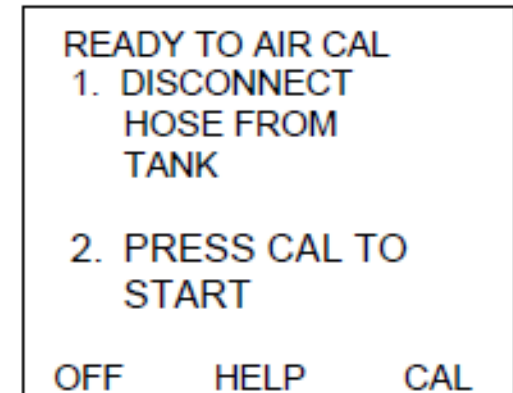 READY TO AIR CAL
1. DISCONNECT
HOSE FROM
TANK
2. PRESS CAL TO
START
OFF HELP CAL